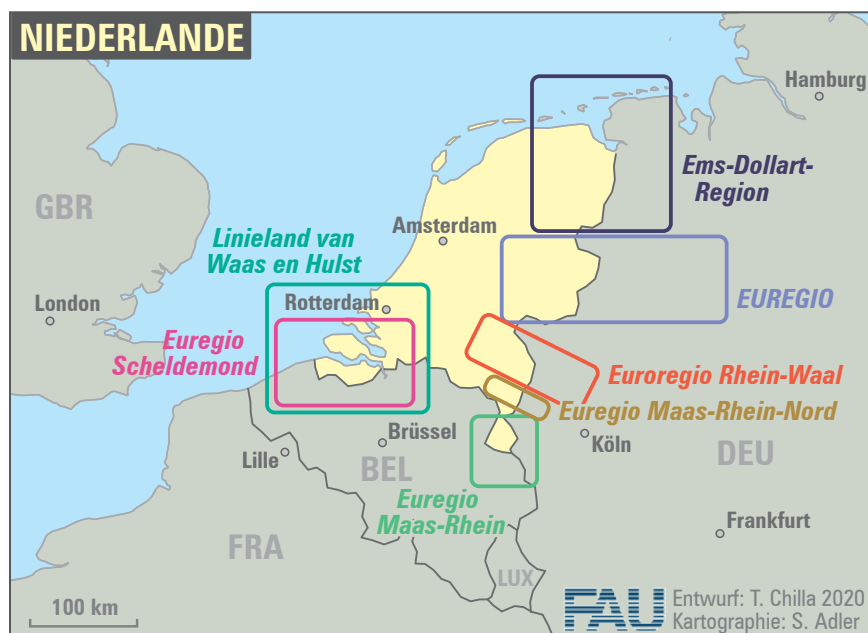 NIEDERLANDE
Hamburg
Ems-Dollart-
Region
GBR
Amsterdam
Linieland van
Waas en Hulst
EUREGIO
London
Rotterdam
Euregio
Scheldemond
Euroregio Rhein-Waal
Euregio Maas-Rhein-Nord
Brüssel
Köln
Lille
BEL
DEU
Euregio
Maas-Rhein
Frankfurt
FRA
LUX
100 km
FAU
Entwurf: T. Chilla 2020
Kartographie: S. Adler